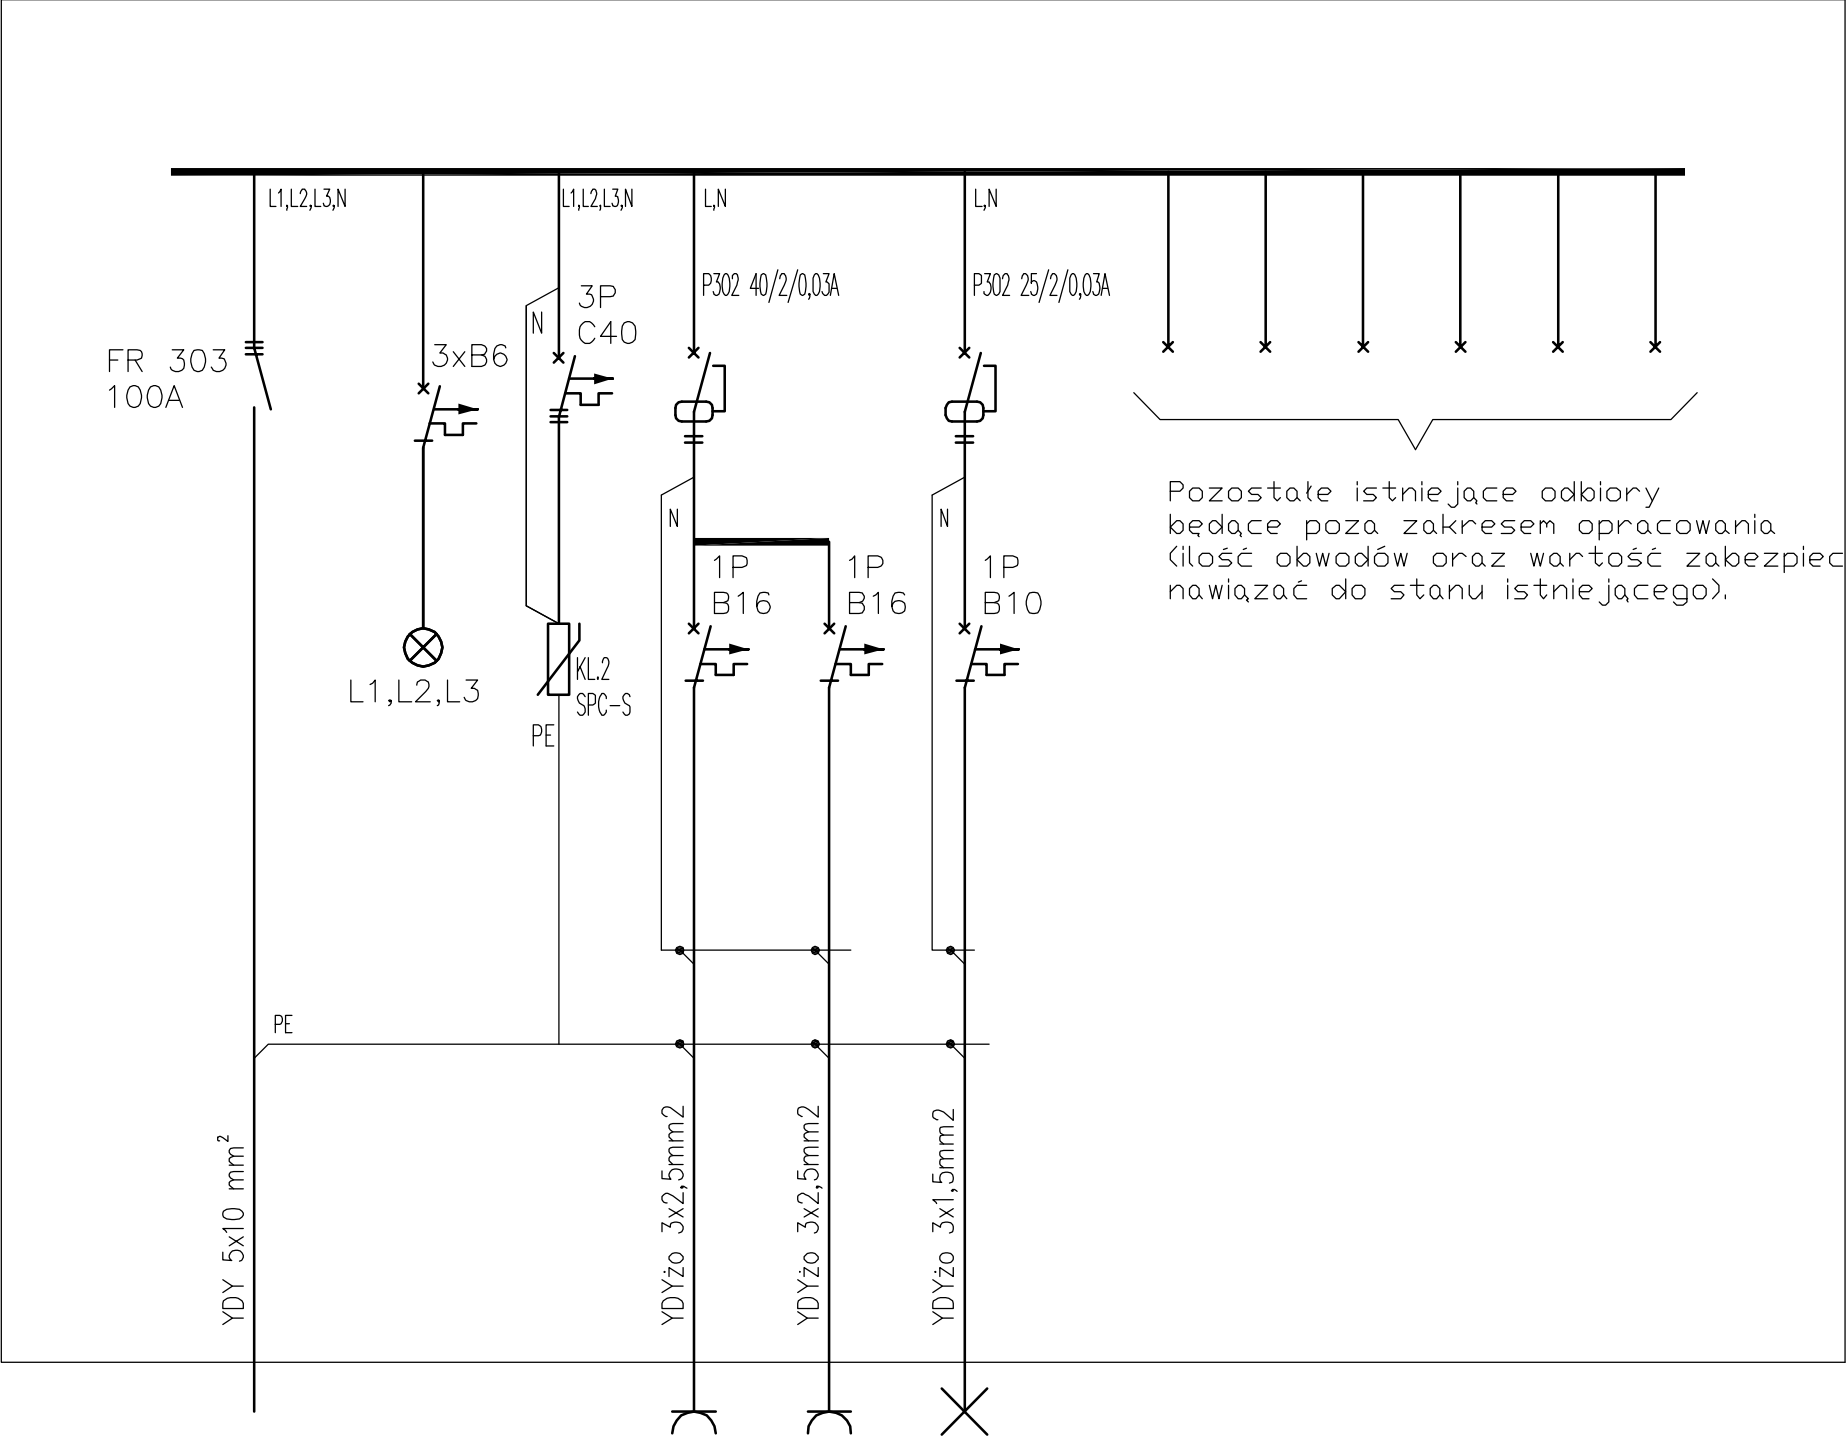 L1,L2,L3,N
L1,L2,L3,N
L,N
L,N
P302 40/2/0,03A
P302 25/2/0,03A
3P
C40
N
FR 303
100A
3xB6
Pozostałe istniejące odbiory
będące poza zakresem opracowania
(ilość obwodów oraz wartość zabezpiec
nawiązać do stanu istniejącego).
N
N
1P
B16
1P
B16
1P
B10
L1,L2,L3
KL.2
SPC-S
PE
PE
YDY 5x10 mm²
YDYżo 3x2,5mm2
YDYżo 3x2,5mm2
YDYżo 3x1,5mm2